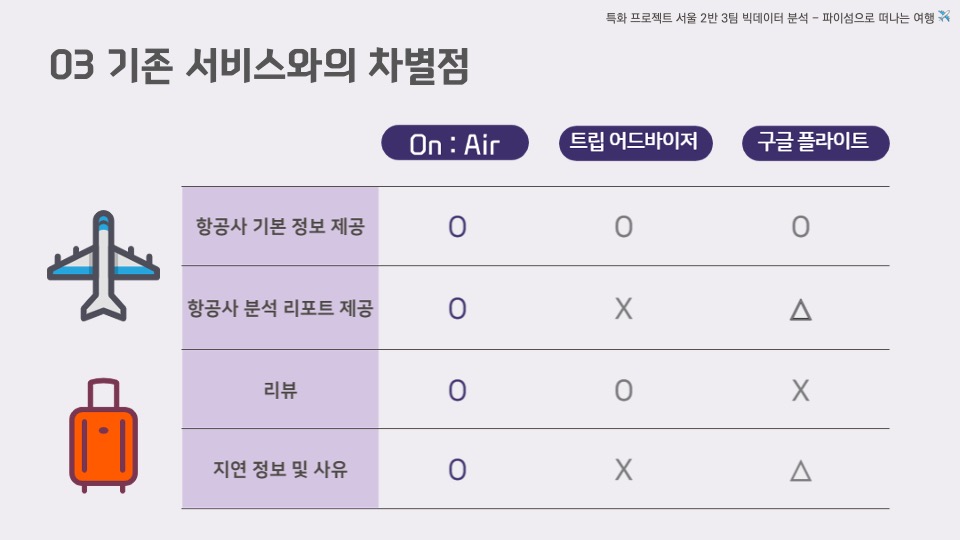 특화 프로젝트 서울 2반 3팀 빅데이터 분석 – 파이썸으로 떠나는 여행 ✈️
03 기존 서비스와의 차별점
On : Air 트립 어드바이저 구글 플라이트
항공사 기본 정보 제공 O O O
항공사 분석 리포트 제공 O X △
리뷰 O O X
지연 정보 및 사유 O X △